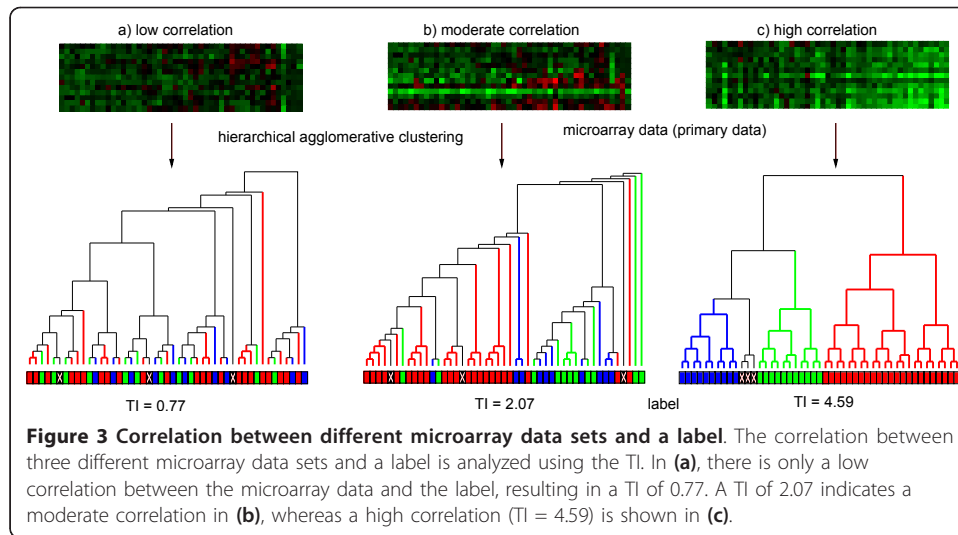 a) low correlation
b) moderate correlation
c) high correlation
hierarchical agglomerative clustering
microarray data (primary data)
X X X
X X X
XXX
TI = 0.77
TI = 2.07
label
TI = 4.59
Figure 3 Correlation between different microarray data sets and a label. The correlation between
three different microarray data sets and a label is analyzed using the TI. In (a), there is only a low
correlation between the microarray data and the label, resulting in a TI of 0.77. A TI of 2.07 indicates a
moderate correlation in (b), whereas a high correlation (TI = 4.59) is shown in (c).